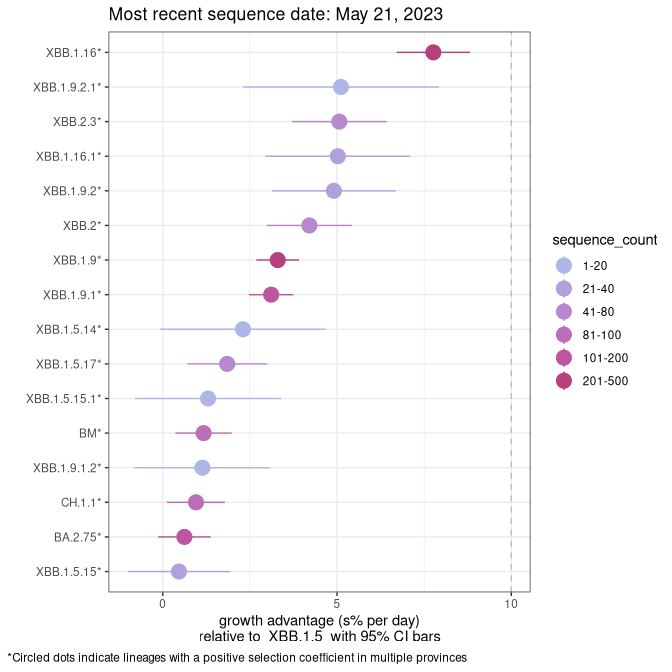 Most recent sequence date: May 21, 2023
XBB.1.16*
XBB.1.9.2.1*
XBB.2.3*
XBB.1.16.1*
XBB.1.9.2*
XBB.2*
XBB.1.9*
XBB.1.9.1*
XBB.1.5.14*
XBB.1.5.17*
XBB.1.5.15.1*
BM*
XBB.1.9.1.2*
CH.1.1*
BA.2.75*
XBB.1.5.15*
0 5 10
growth advantage (s% per day)
relative to XBB.1.5 with 95% CI bars
sequence_count
1-20
21-40
41-80
81-100
101-200
201-500
*Circled dots indicate lineages with a positive selection coefficient in multiple provinces